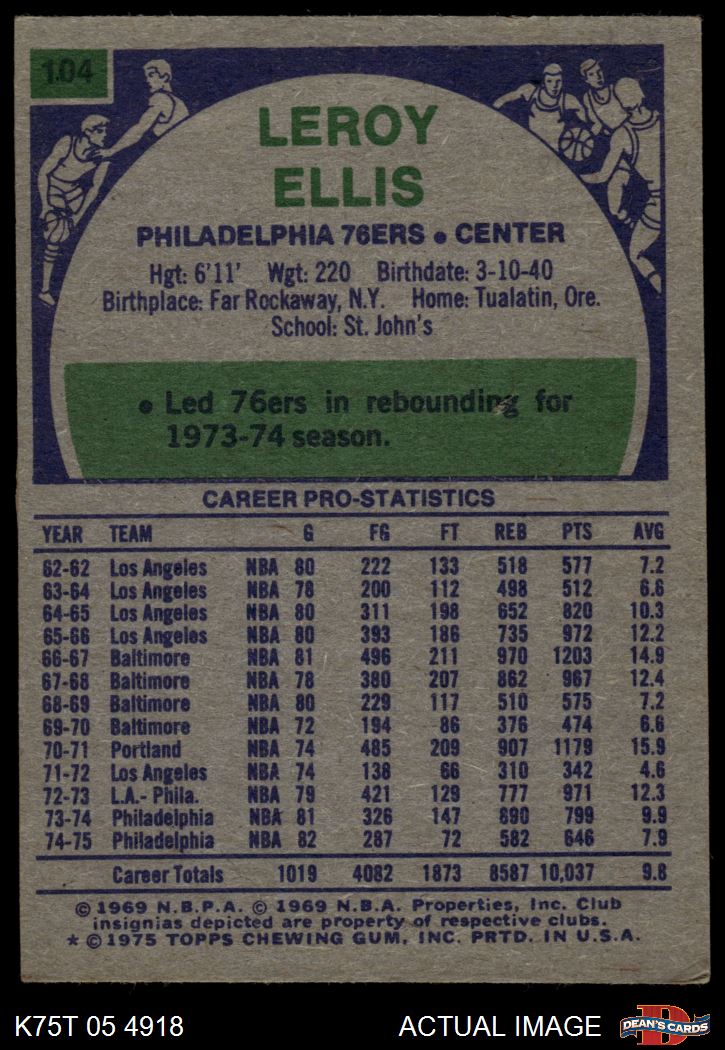 104
LEROY
ELLIS
PHILADELPHIA 76ERS • CENTER
Hgt: 6'11' Wgt: 220 Birthdate: 3-10-40
Birthplace: Far Rockaway, N.Y. Home: Tualatin, Ore.
School: St. John's
• Led 76ers in rebounding for
1973-74 season.
CAREER PRO-STATISTICS
YEAR TEAM G FG FT REB PTS AVG
62-62 Los Angeles NBA 80 222 133 518 577 7.2
63-64 Los Angeles NBA 78 200 112 498 512 6.6
64-65 Los Angeles NBA 80 311 198 652 820 10.3
65-66 Los Angeles NBA 80 393 186 735 972 12.2
66-67 Baltimore NBA 81 496 211 970 1203 14.9
67-68 Baltimore NBA 78 380 207 862 967 12.4
68-69 Baltimore NBA 80 229 117 510 575 7.2
69-70 Baltimore NBA 72 194 86 376 474 6.6
70-71 Portland NBA 74 485 209 907 1179 15.9
71-72 Los Angeles NBA 74 138 66 310 342 4.6
72-73 L.A.- Phila. NBA 79 421 129 777 971 12.3
73-74 Philadelphia NBA 81 326 147 890 799 9.9
74-75 Philadelphia NBA 82 287 72 582 646 7.9
Career Totals 1019 4082 1873 8587 10,037 9.8
© 1969 N.B.P.A. © 1969 N.B.A. Properties, Inc. Club
insignias depicted are property of respective clubs.
* © 1975 TOPPS CHEWING GUM, INC. PRTD. IN U.S.A.
K75T 05 4918 ACTUAL IMAGE DEAN'S CARDS